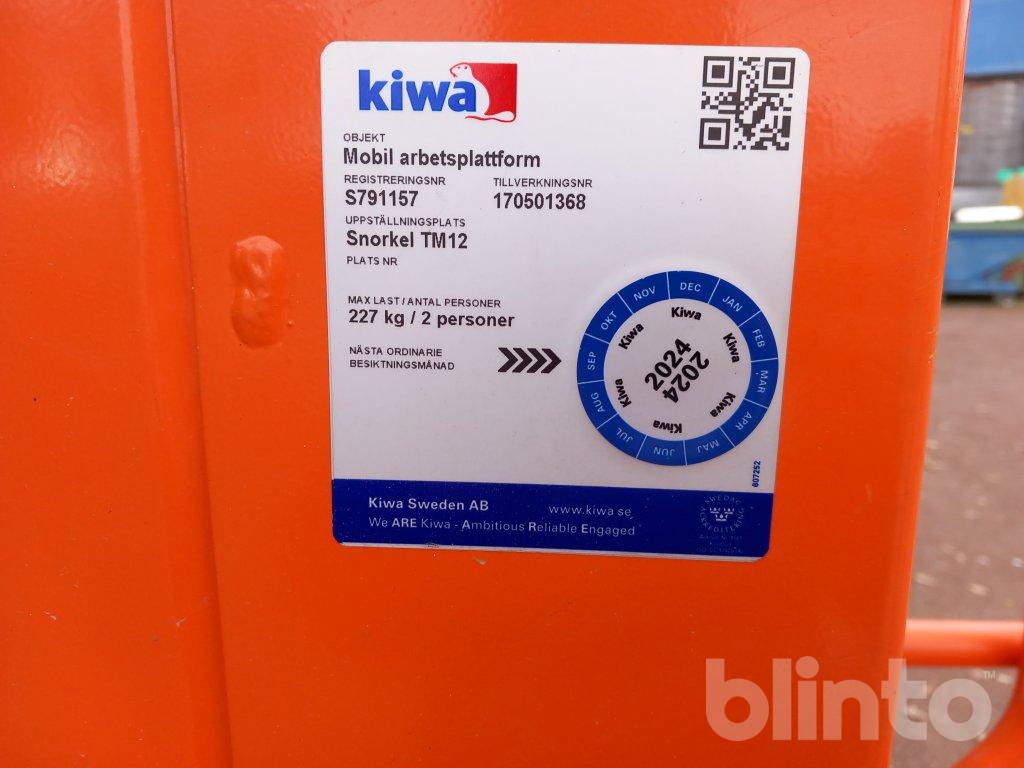 kiwa
OBJEKT
Mobil arbetsplattform
REGISTRERINGSNR TILLVERKNINGSNR
S791157 170501368
UPPSTÄLLNINGSPLATS
Snorkel TM12
PLATS NR
MAX LAST / ANTAL PERSONER
227 kg / 2 personer
NÄSTA ORDINARIE
BESIKTNINGSMÅNAD
JAN FEB MAR APR MAJ JUN JUL AUG SEP OKT NOV DEC
Kiwa Kiwa Kiwa Kiwa Kiwa Kiwa
2024
2024
607252
Kiwa Sweden AB www.kiwa.se
We ARE Kiwa - Ambitious Reliable Engaged
SWEDAC
ACKREDITERING
blinto™